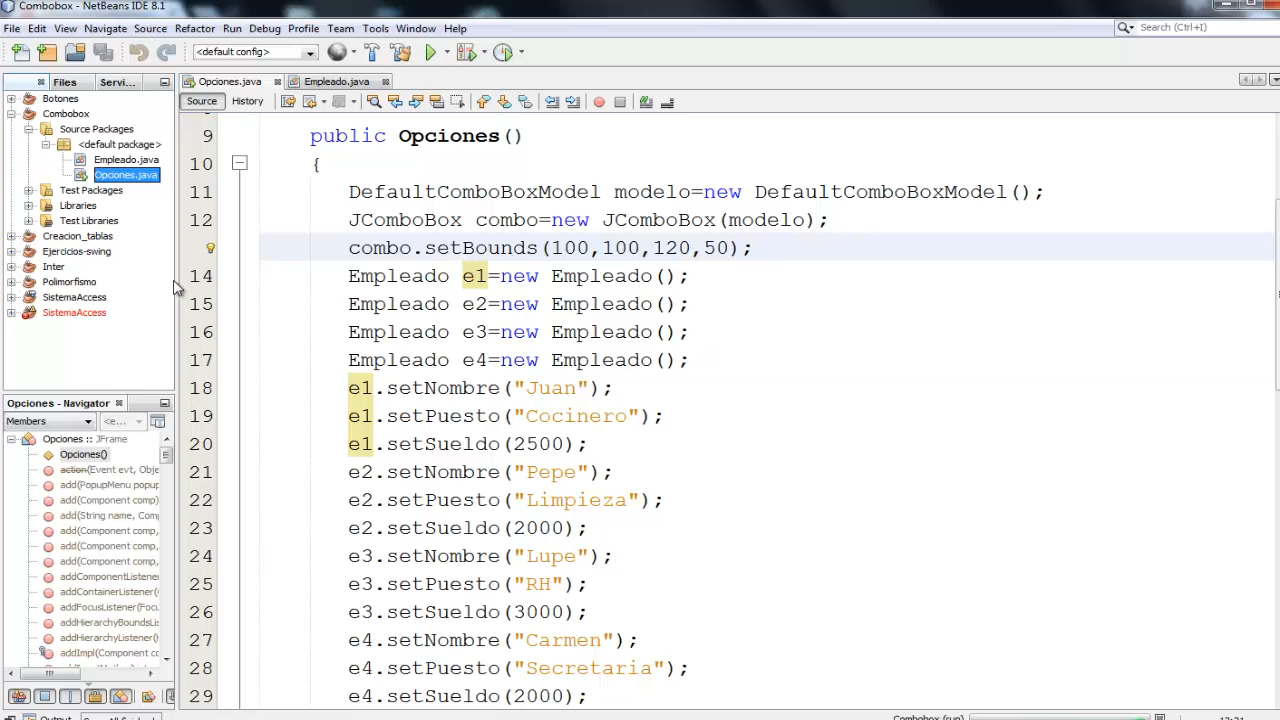 Combobox - NetBeans IDE 8.1
File Edit View Navigate Source Refactor Run Debug Profile Team Tools Window Help
Search (Ctrl+I)
<default config>
Files Servi...
Opciones.java Empleado.java
Source History
Botones
Combobox
Source Packages
<default package>
Empleado.java
Opciones.java
Test Packages
Libraries
Test Libraries
Creacion_tablas
Ejercicios-swing
Inter
Polimorfismo
SistemaAccess
SistemaAccess
Opciones - Navigator
Members <e...
Opciones :: JFrame
Opciones()
action(Event evt, Obje
add(PopupMenu popup
add(Component comp)
add(String name, Comp
add(Component comp,
add(Component comp,
add(Component comp,
addComponentListener
addContainerListener(
addFocusListener(Foc
addHierarchyBoundsLis
addHierarchyListener(H
addImpl(Component co
9 public Opciones()
10 {
11 DefaultComboBoxModel modelo=new DefaultComboBoxModel();
12 JComboBox combo=new JComboBox(modelo);
combo.setBounds(100,100,120,50);
14 Empleado e1=new Empleado();
15 Empleado e2=new Empleado();
16 Empleado e3=new Empleado();
17 Empleado e4=new Empleado();
18 e1.setNombre("Juan");
19 e1.setPuesto("Cocinero");
20 e1.setSueldo(2500);
21 e2.setNombre("Pepe");
22 e2.setPuesto("Limpieza");
23 e2.setSueldo(2000);
24 e3.setNombre("Lupe");
25 e3.setPuesto("RH");
26 e3.setSueldo(3000);
27 e4.setNombre("Carmen");
28 e4.setPuesto("Secretaria");
29 e4.setSueldo(2000);
Output
Combobox (run)